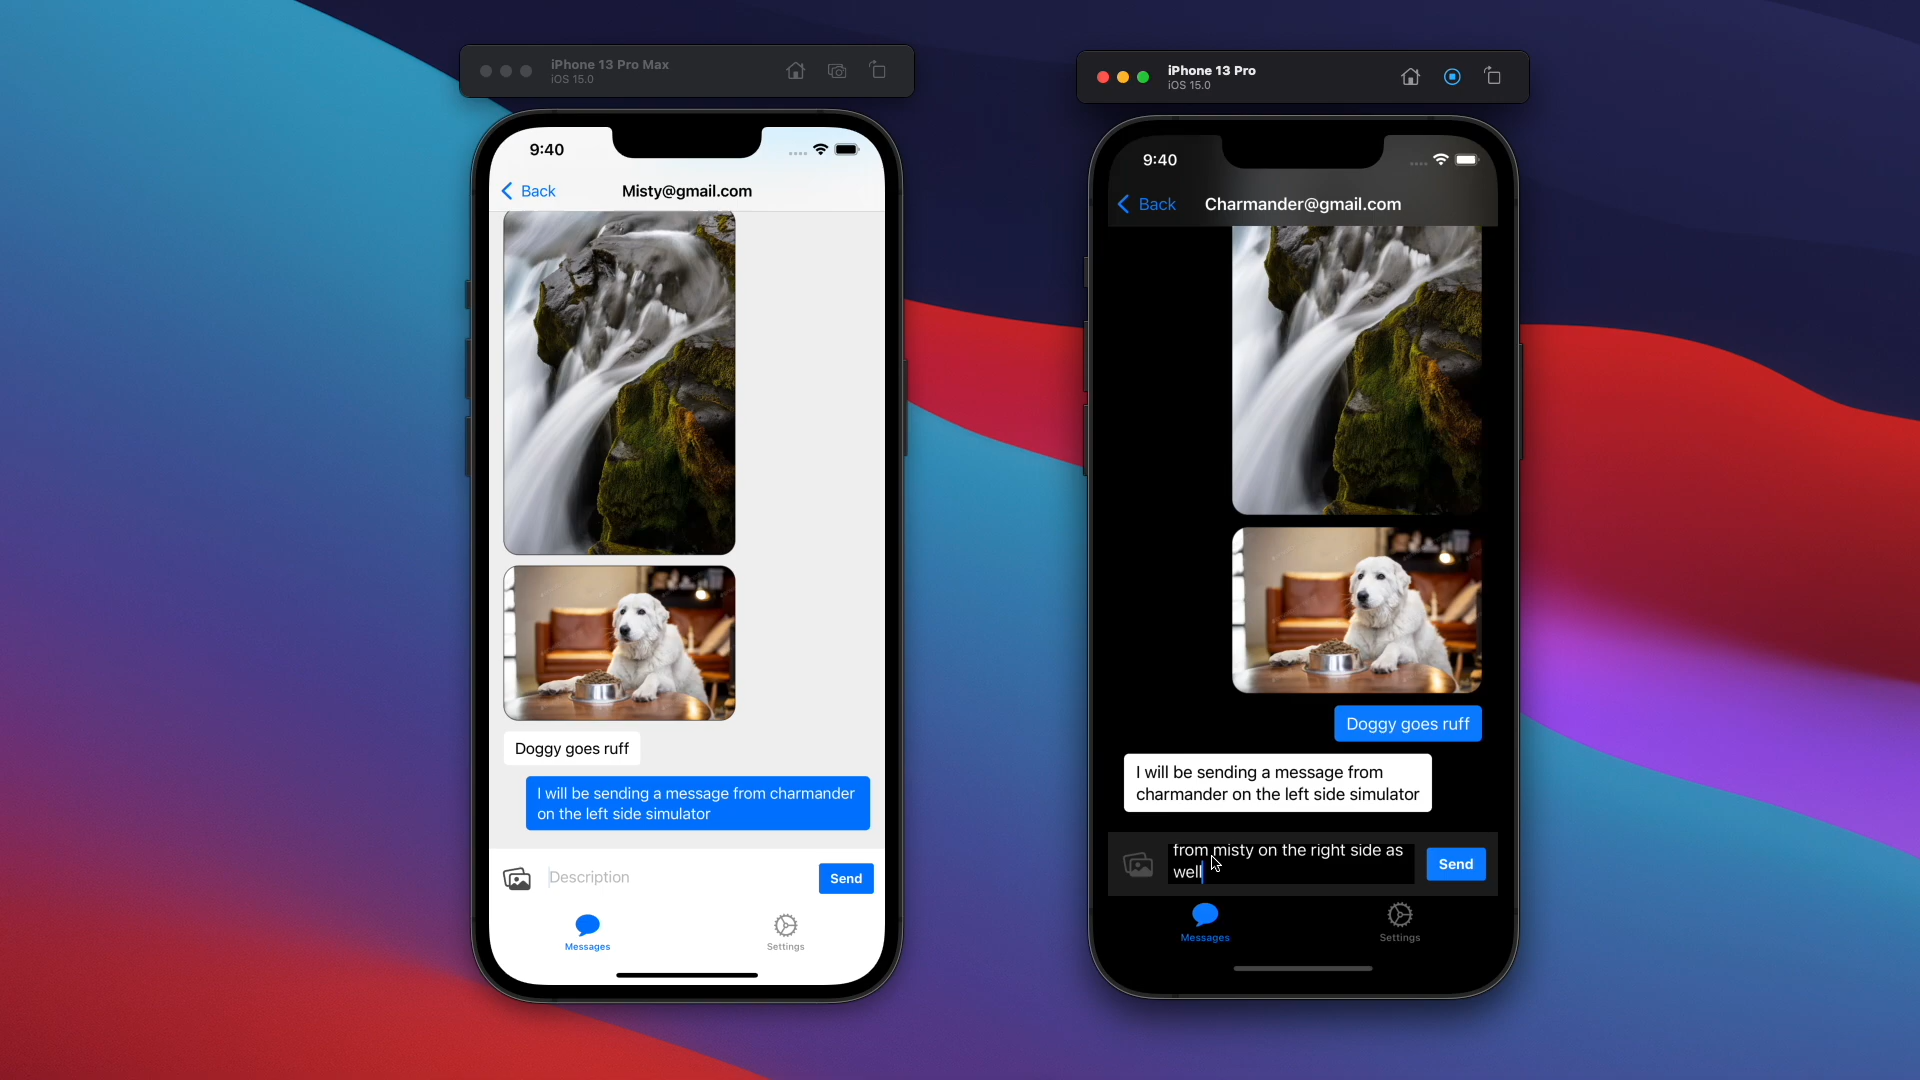 iPhone 13 Pro Max
iOS 15.0
9:40
Back
Misty@gmail.com
Doggy goes ruff
I will be sending a message from charmander
on the left side simulator
Description
Send
Messages
Settings
iPhone 13 Pro
iOS 15.0
9:40
Back
Charmander@gmail.com
Doggy goes ruff
I will be sending a message from
charmander on the left side simulator
from misty on the right side as
well
Send
Messages
Settings